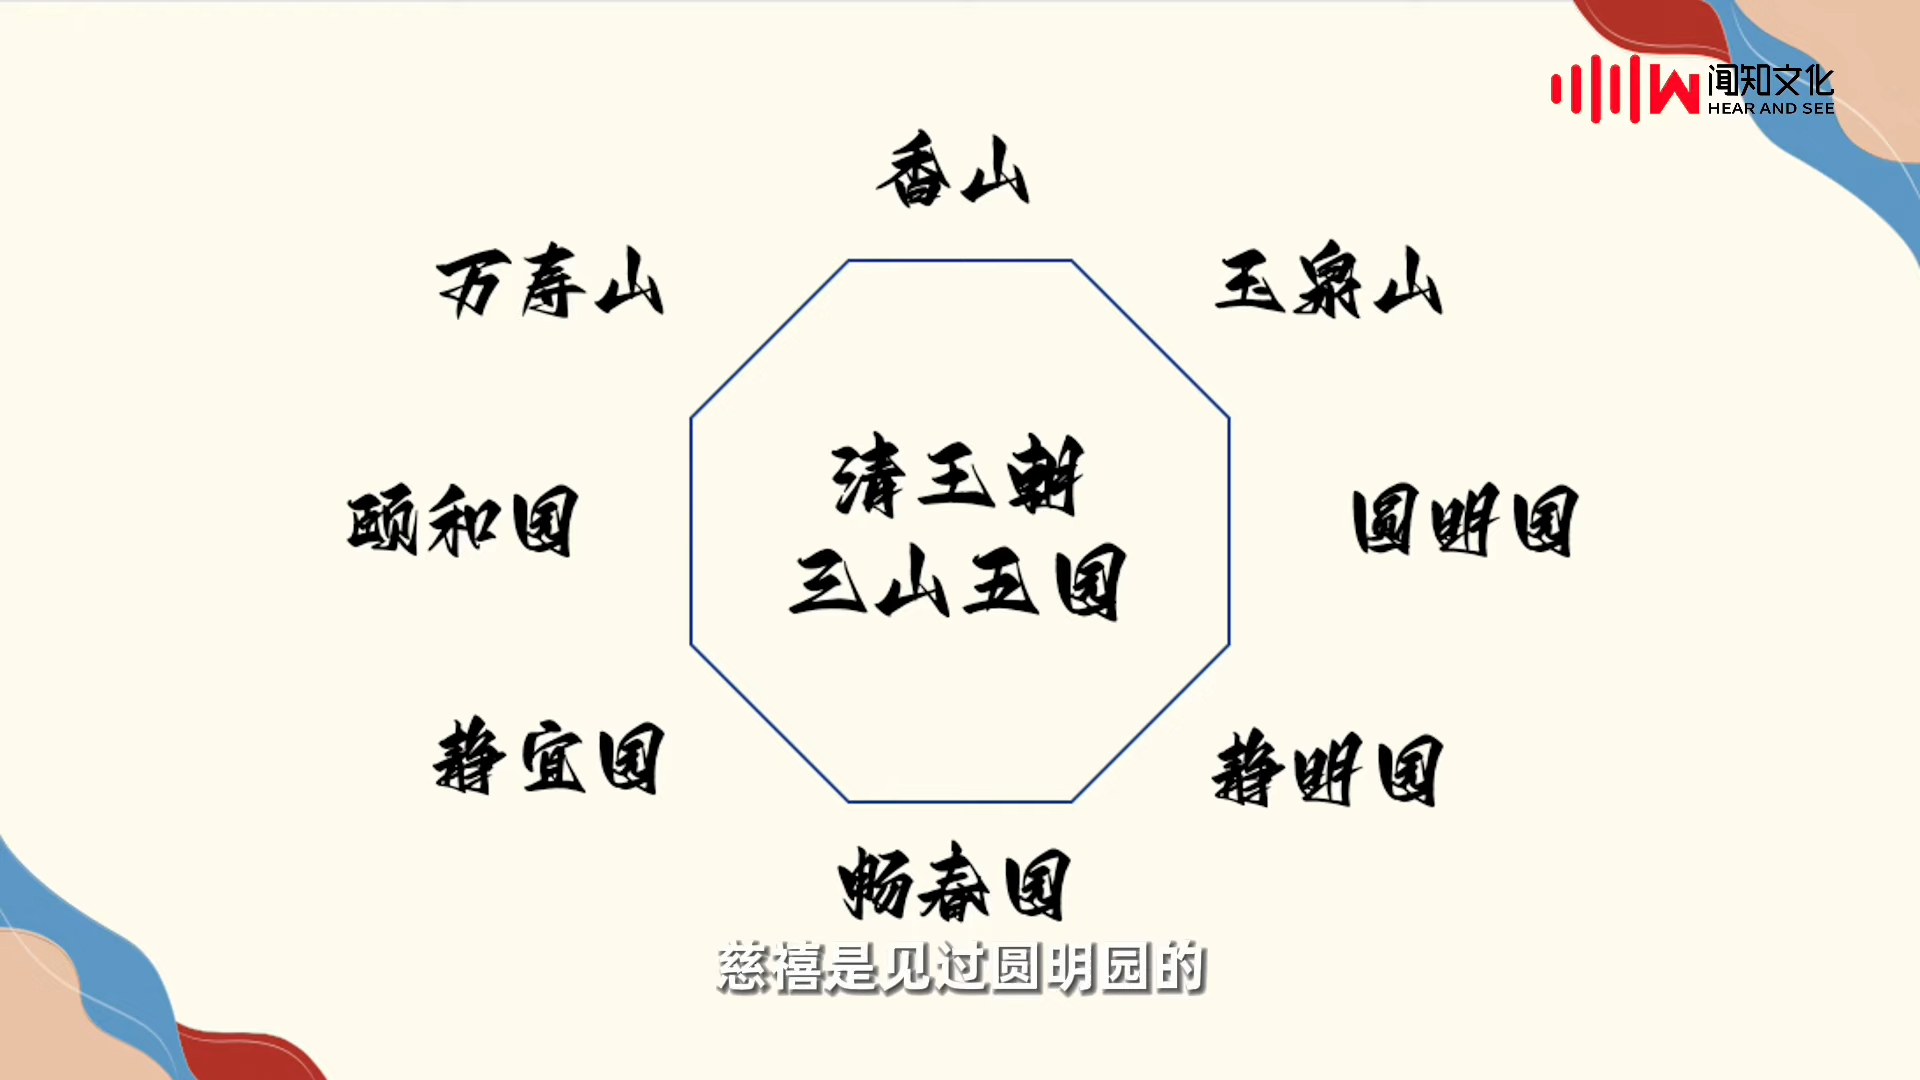 闻知文化
HEAR AND SEE
香山
万寿山
玉泉山
清王朝
三山五园
颐和园
圆明园
静宜园
静明园
畅春园
慈禧是见过圆明园的